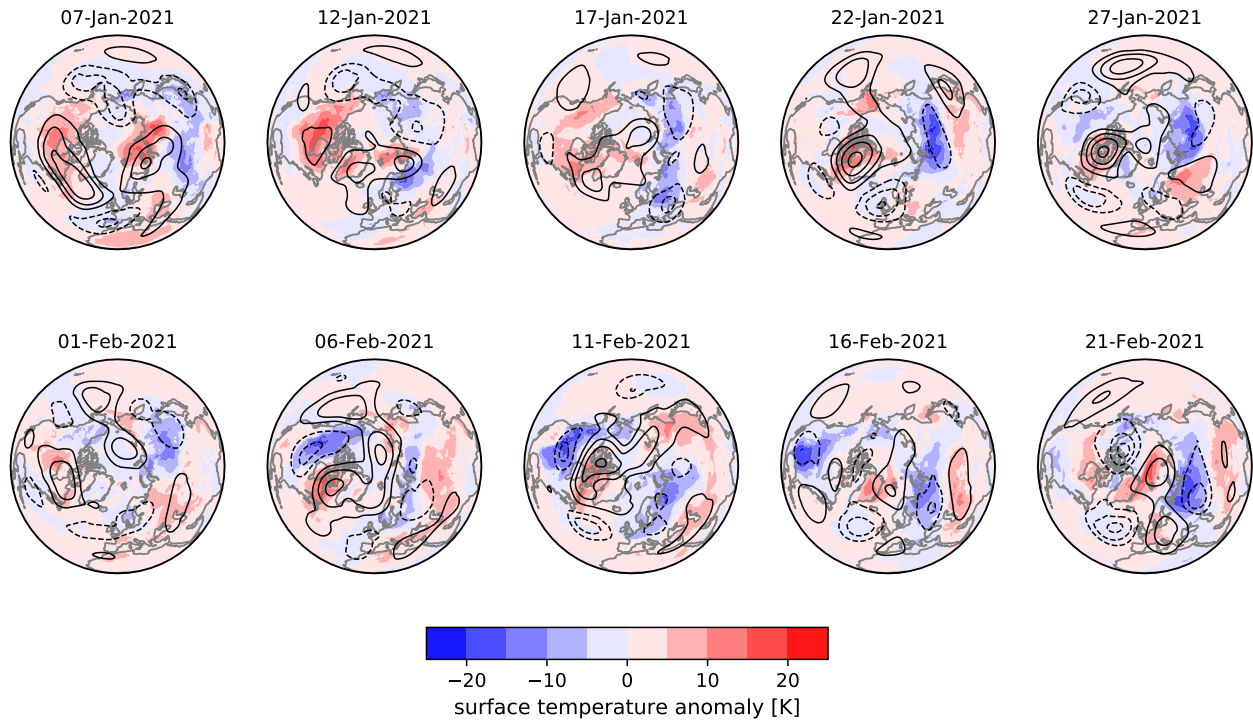 07-Jan-2021 12-Jan-2021 17-Jan-2021 22-Jan-2021 27-Jan-2021
01-Feb-2021 06-Feb-2021 11-Feb-2021 16-Feb-2021 21-Feb-2021
−20 −10 0 10 20
surface temperature anomaly [K]